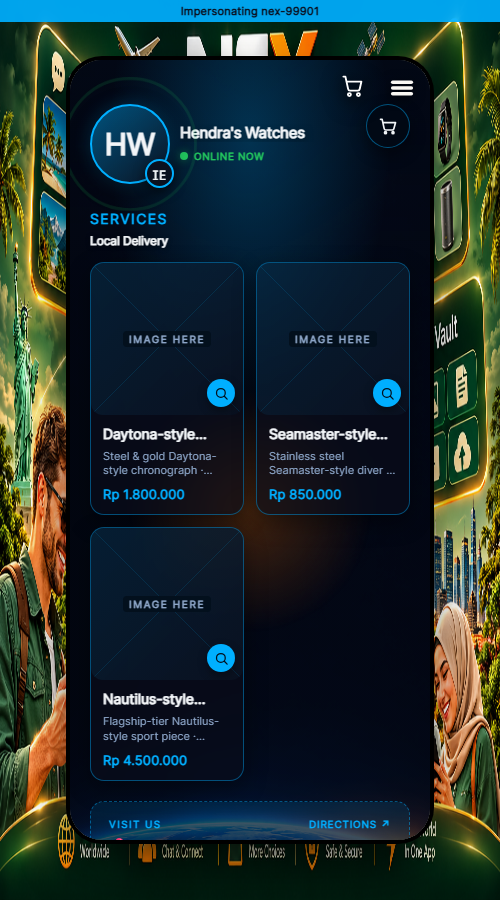 Impersonating nex-99901
NEX
HW
IE
Hendra's Watches
ONLINE NOW
SERVICES
Local Delivery
IMAGE HERE
IMAGE HERE
Daytona-style...
Steel & gold Daytona-
style chronograph ·...
Rp 1.800.000
Seamaster-style...
Stainless steel
Seamaster-style diver ...
Rp 850.000
Vault
IMAGE HERE
Nautilus-style...
Flagship-tier Nautilus-
style sport piece ·...
Rp 4.500.000
VISIT US
DIRECTIONS ↗
Worldwide
Chat & Connect
More Choices
Safe & Secure
In One App